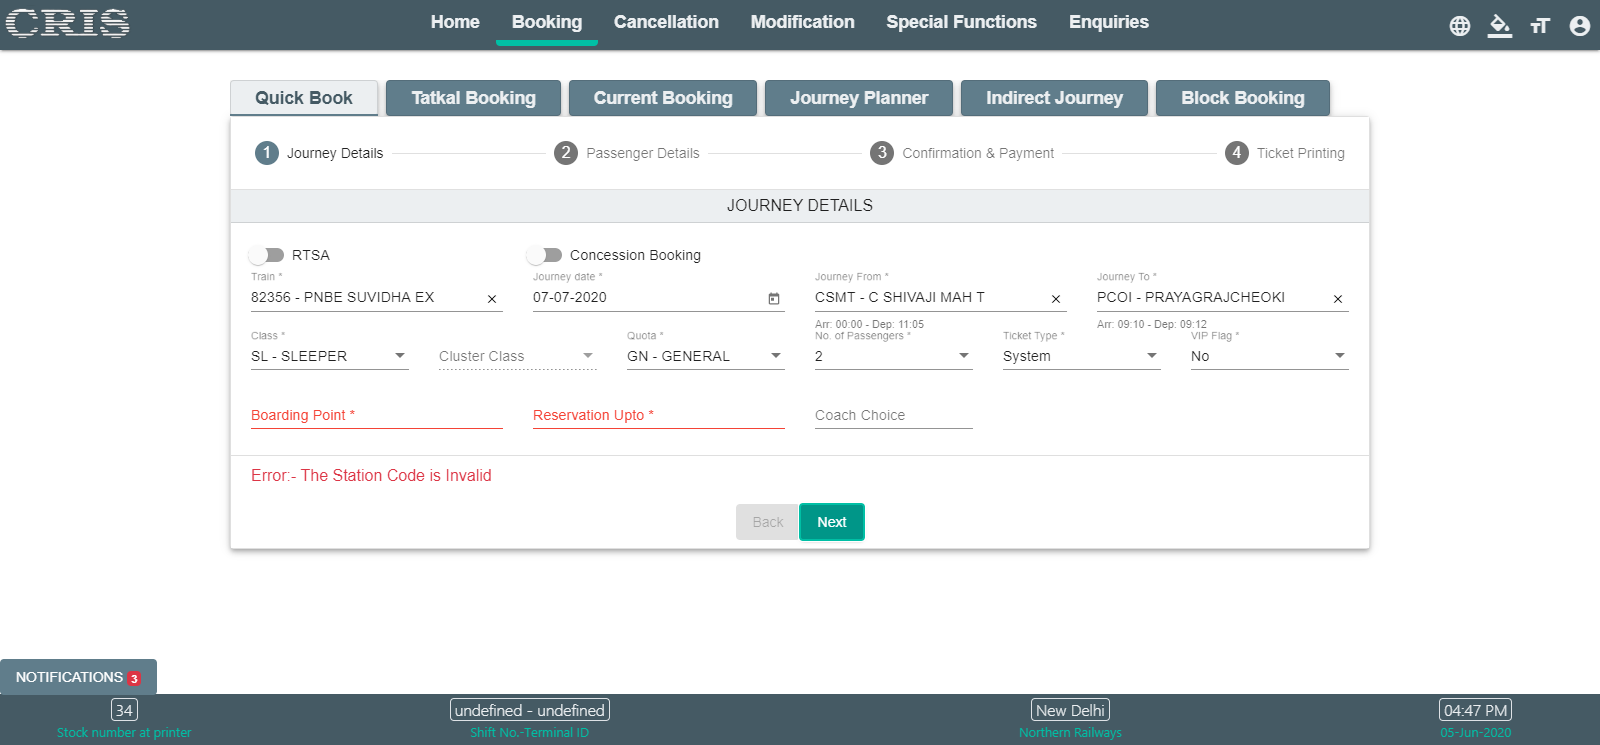 CRIS
Home Booking Cancellation Modification Special Functions Enquiries
Quick Book Tatkal Booking Current Booking Journey Planner Indirect Journey Block Booking
1 Journey Details 2 Passenger Details 3 Confirmation & Payment 4 Ticket Printing
JOURNEY DETAILS
RTSA Concession Booking
Train * Journey date * Journey From * Journey To *
82356 - PNBE SUVIDHA EX 07-07-2020 CSMT - C SHIVAJI MAH T PCOI - PRAYAGRAJCHEOKI
Arr: 00:00 - Dep: 11:05 Arr: 09:10 - Dep: 09:12
Class * Quota * No. of Passengers * Ticket Type * VIP Flag *
SL - SLEEPER Cluster Class GN - GENERAL 2 System No
Boarding Point * Reservation Upto * Coach Choice
Error:- The Station Code is Invalid
Back Next
NOTIFICATIONS 3
34 undefined - undefined New Delhi 04:47 PM
Stock number at printer Shift No.-Terminal ID Northern Railways 05-Jun-2020